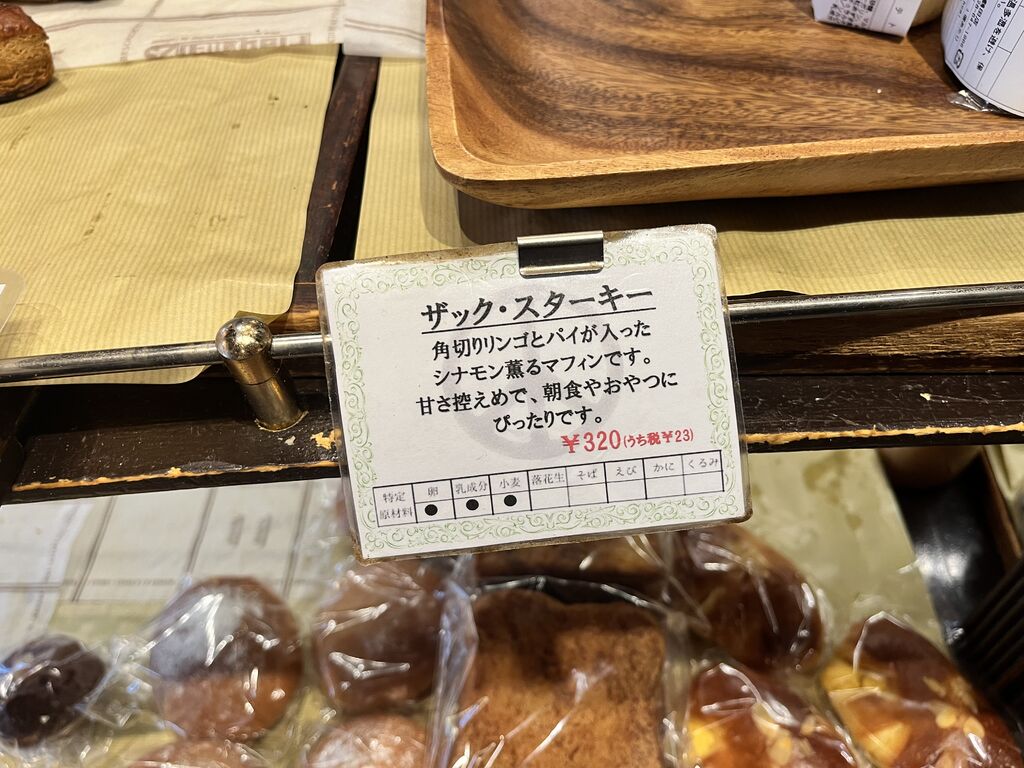 ザック・スターキー
角切りリンゴとパイが入った
シナモン薫るマフィンです。
甘さ控えめで、朝食やおやつに
ぴったりです。
￥320(うち税￥23)
特定原材料 卵 乳成分 小麦 落花生 そば えび かに くるみ
● ● ●